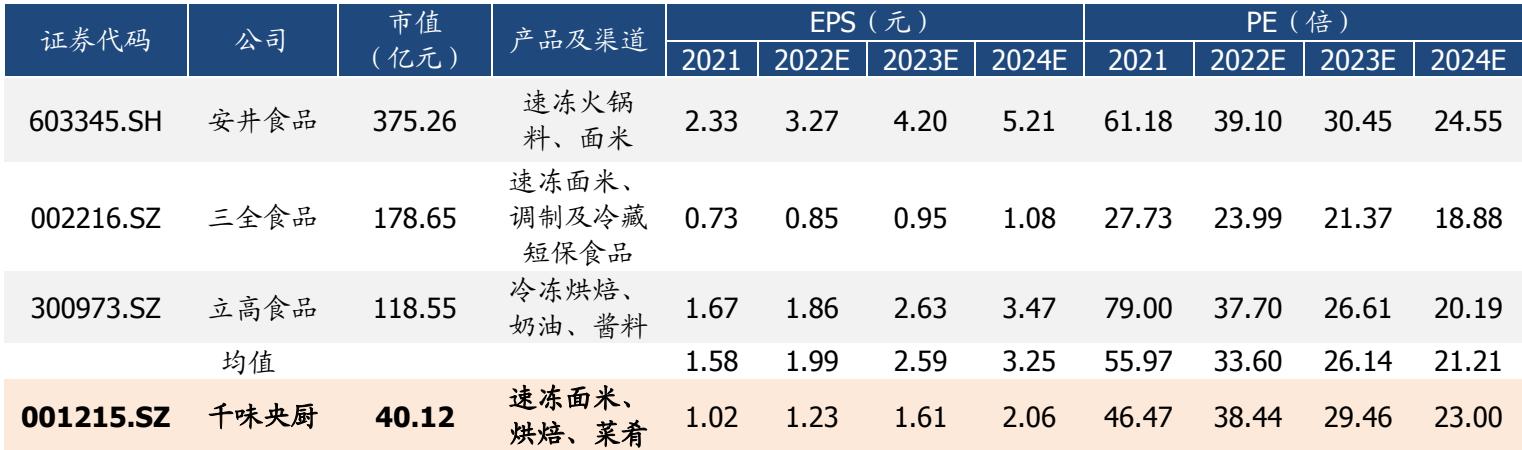 证券代码 公司 市值（亿元） 产品及渠道 EPS（元） PE（倍）
2021 2022E 2023E 2024E 2021 2022E 2023E 2024E
603345.SH 安井食品 375.26 速冻火锅料、面米 2.33 3.27 4.20 5.21 61.18 39.10 30.45 24.55
002216.SZ 三全食品 178.65 速冻面米、调制及冷藏短保食品 0.73 0.85 0.95 1.08 27.73 23.99 21.37 18.88
300973.SZ 立高食品 118.55 冷冻烘焙、奶油、酱料 1.67 1.86 2.63 3.47 79.00 37.70 26.61 20.19
均值 1.58 1.99 2.59 3.25 55.97 33.60 26.14 21.21
001215.SZ 千味央厨 40.12 速冻面米、烘焙、菜肴 1.02 1.23 1.61 2.06 46.47 38.44 29.46 23.00